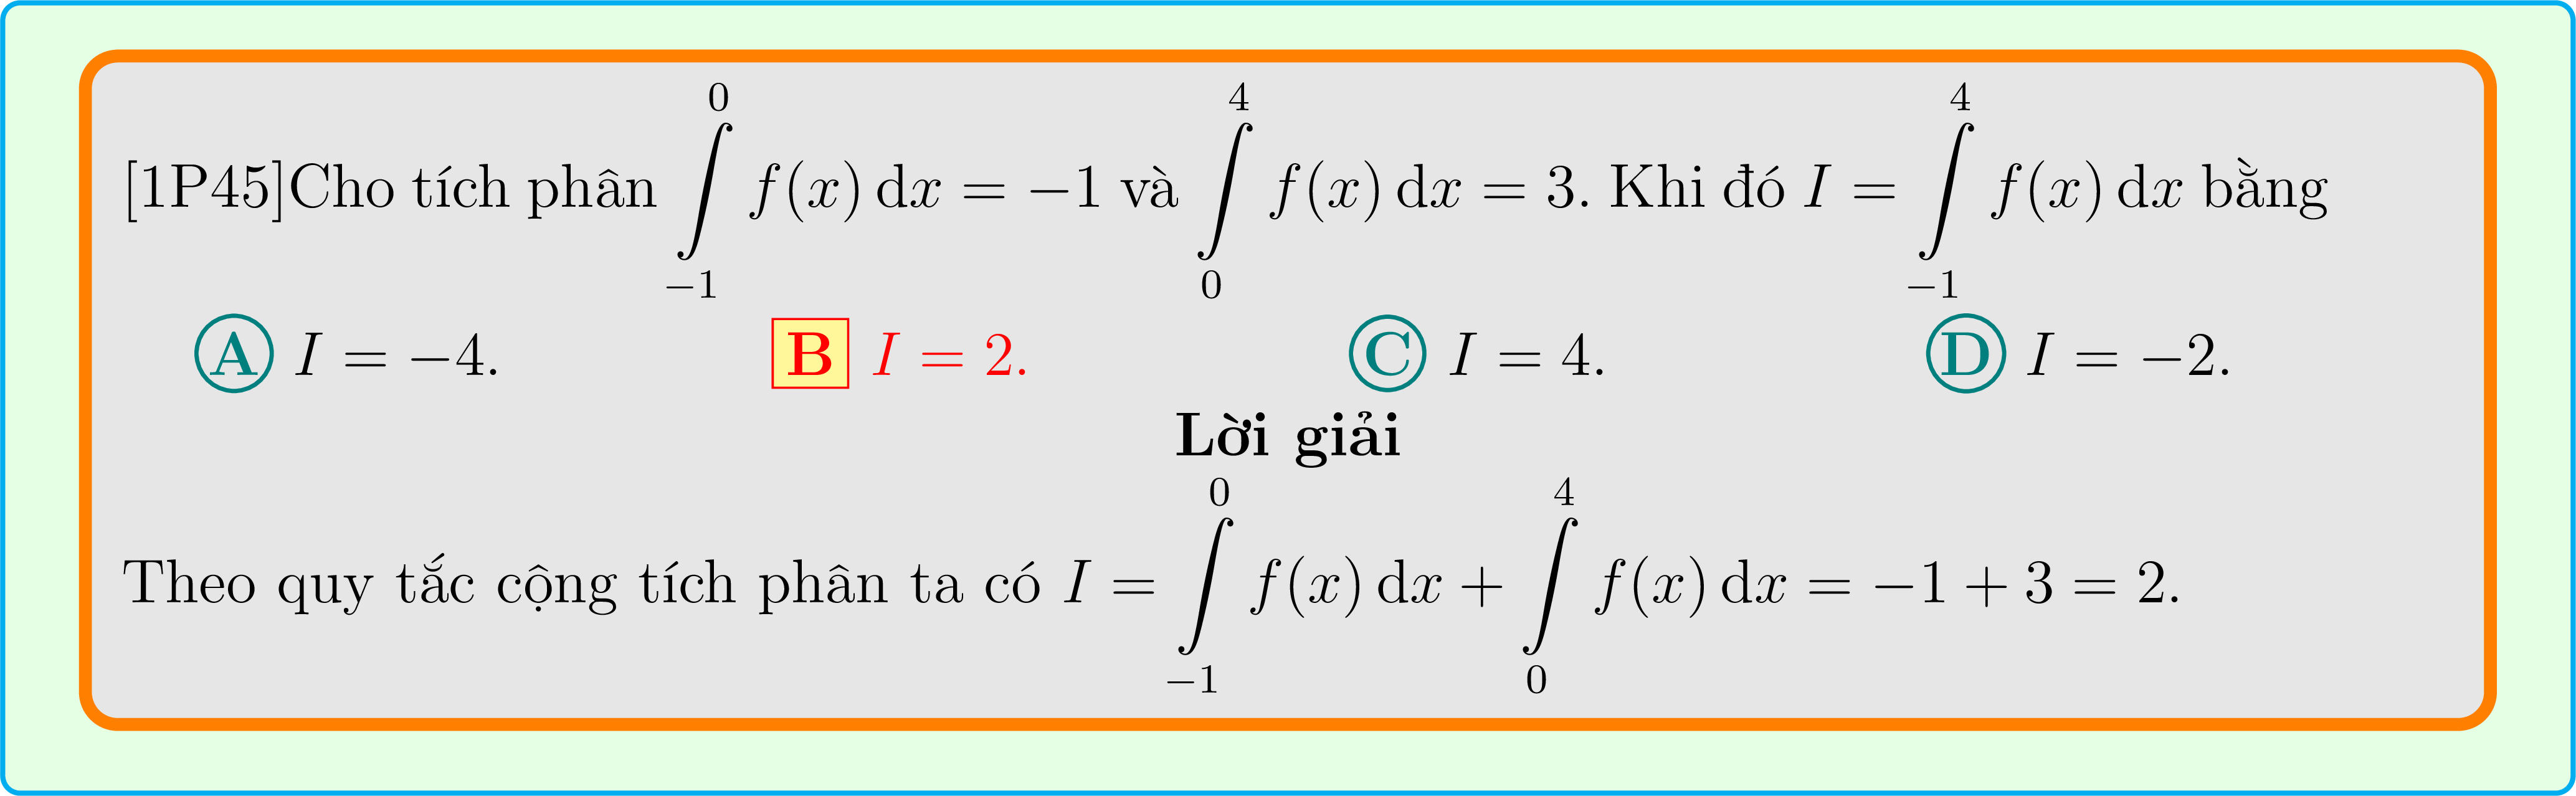 [1P45]Cho tích phân $\int\limits_{-1}^{0} f(x)\,\mathrm{d}x = -1$ và $\int\limits_{0}^{4} f(x)\,\mathrm{d}x = 3$. Khi đó $I = \int\limits_{-1}^{4} f(x)\,\mathrm{d}x$ bằng
A $I = -4$. B $I = 2$. C $I = 4$. D $I = -2$.
Lời giải
Theo quy tắc cộng tích phân ta có $I = \int\limits_{-1}^{0} f(x)\,\mathrm{d}x + \int\limits_{0}^{4} f(x)\,\mathrm{d}x = -1 + 3 = 2$.